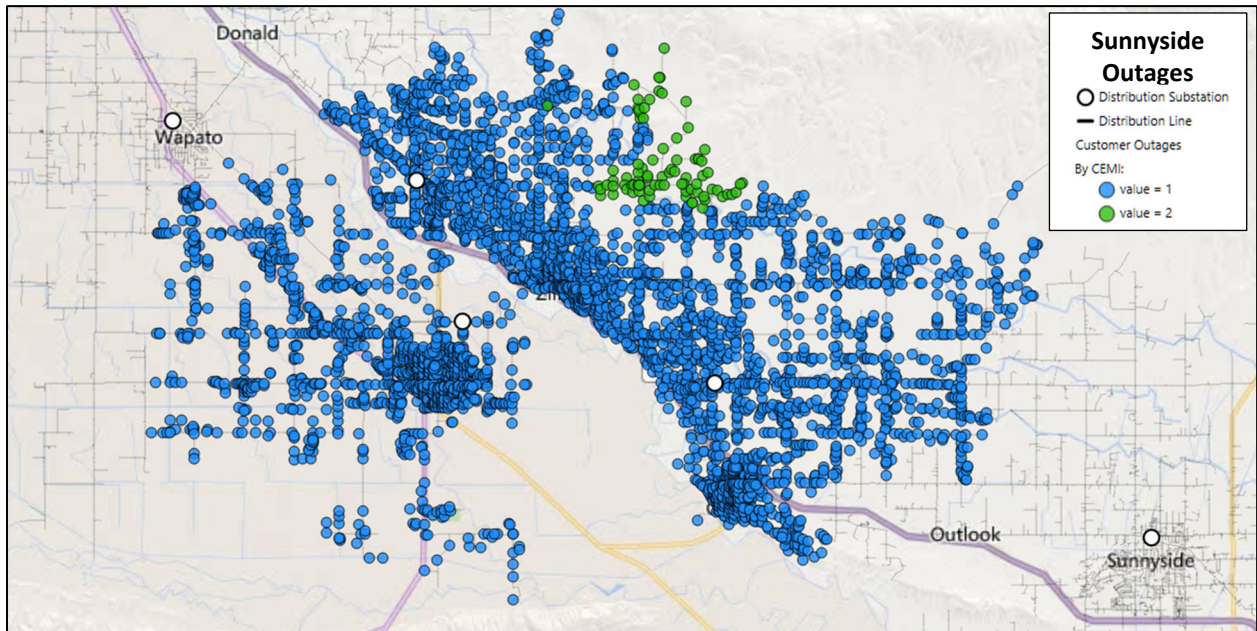 Donald
Sunnyside
Outages
Distribution Substation
Distribution Line
Customer Outages
By CEMI:
value = 1
value = 2
Wapato
Outlook
Sunnyside